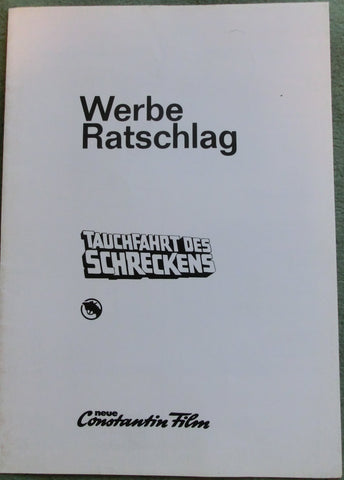 Werbe
Ratschlag
TAUCHFAHRT DES
SCHRECKENS
neue
Constantin Film